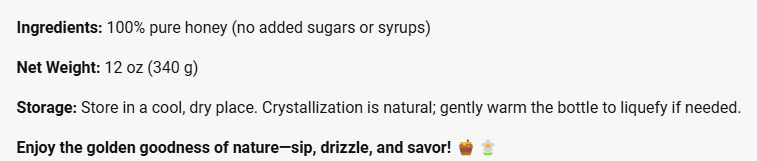 Ingredients: 100% pure honey (no added sugars or syrups)
Net Weight: 12 oz (340 g)
Storage: Store in a cool, dry place. Crystallization is natural; gently warm the bottle to liquefy if needed.
Enjoy the golden goodness of nature—sip, drizzle, and savor! 🍯 🌼